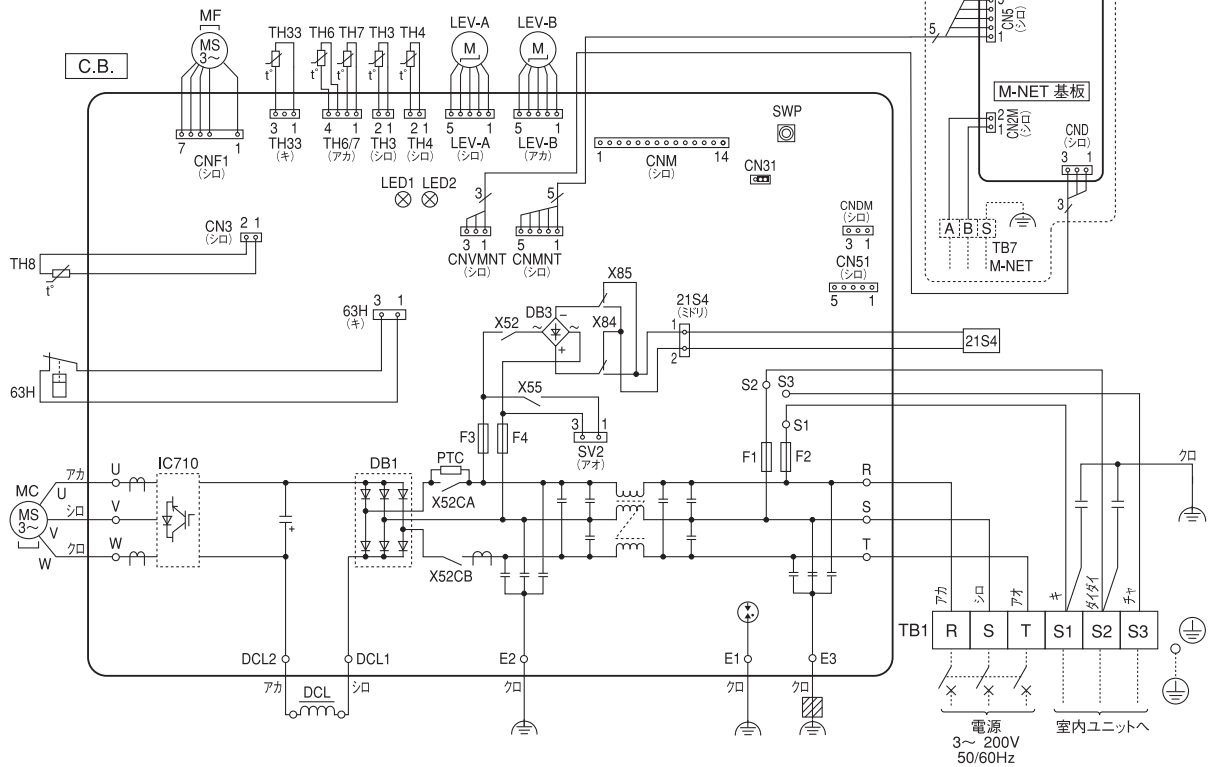 MF
MS
3～
C.B.
TH33 TH6 TH7 TH3 TH4
t°
t°
t°
t°
LEV-A LEV-B
M
M
7 1
CNF1
(シロ)
3 1
TH33
(キ)
4 1
TH6/7
(アカ)
2 1
TH3
(シロ)
2 1
TH4
(シロ)
5 1
LEV-A
(シロ)
5 1
LEV-B
(アカ)
LED1 LED2
1 14
CNM
(シロ)
SWP
CN31
5
5
1
CN5
(シロ)
M-NET 基板
2
1
CN2M
(シロ)
CND
(シロ)
3 1
3
A B S
TB7
M-NET
3
3 1
CNVMNT
(シロ)
5
5 1
CNMNT
(シロ)
CNDM
(シロ)
3 1
CN51
(シロ)
5 1
CN3
(シロ)
2 1
TH8
t°
63H
(キ)
3 1
63H
X85
X52
DB3
－
～ ～
＋
X84
21S4
(ミドリ)
1
2
21S4
X55
3 1
SV2
(アオ)
F3 F4
S2 S3
S1
F1 F2
MC
MS
3～
アカ
U
シロ
V
クロ
W
U
V
W
IC710
+
DB1
PTC
X52CA
X52CB
R
S
T
クロ
アカ
シロ
アオ
キ
ダイダイ
チャ
TB1 R S T S1 S2 S3
DCL2 DCL1
アカ シロ
DCL
E2
クロ
E1
クロ
E3
クロ
電源
3～ 200V
50/60Hz
室内ユニットへ